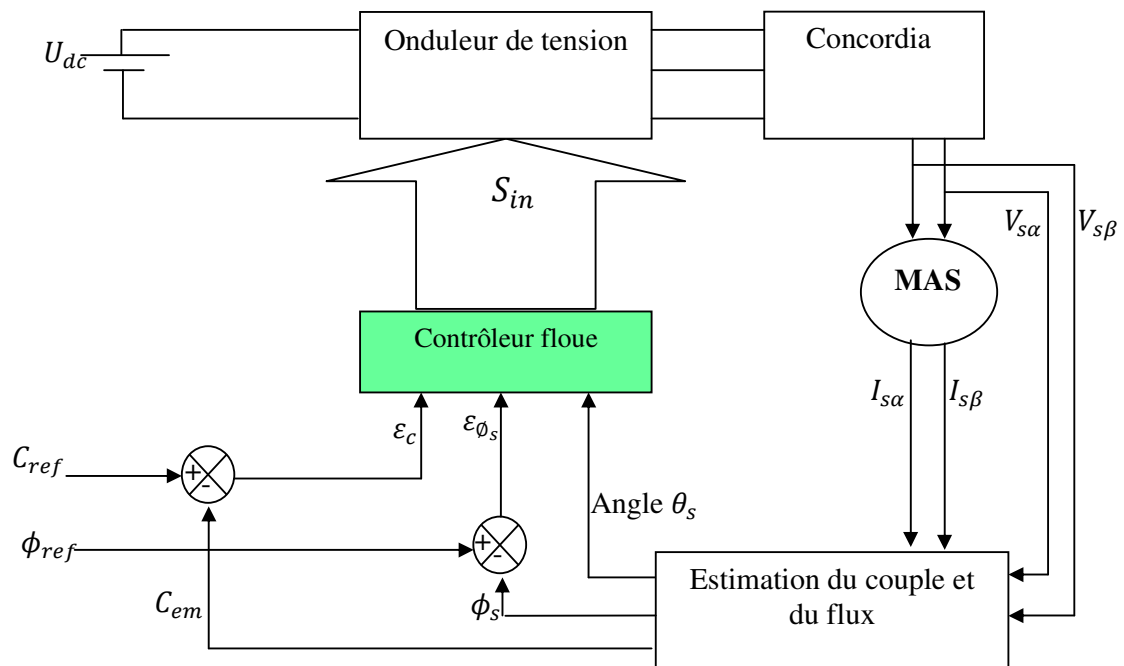 Onduleur de tension
Concordia
U_dc
S_in
V_sα
V_sβ
MAS
Contrôleur floue
I_sα
I_sβ
ε_c
ε_∅_s
C_ref
+
-
Angle θ_s
ϕ_ref
+
-
Estimation du couple et
du flux
C_em
ϕ_s